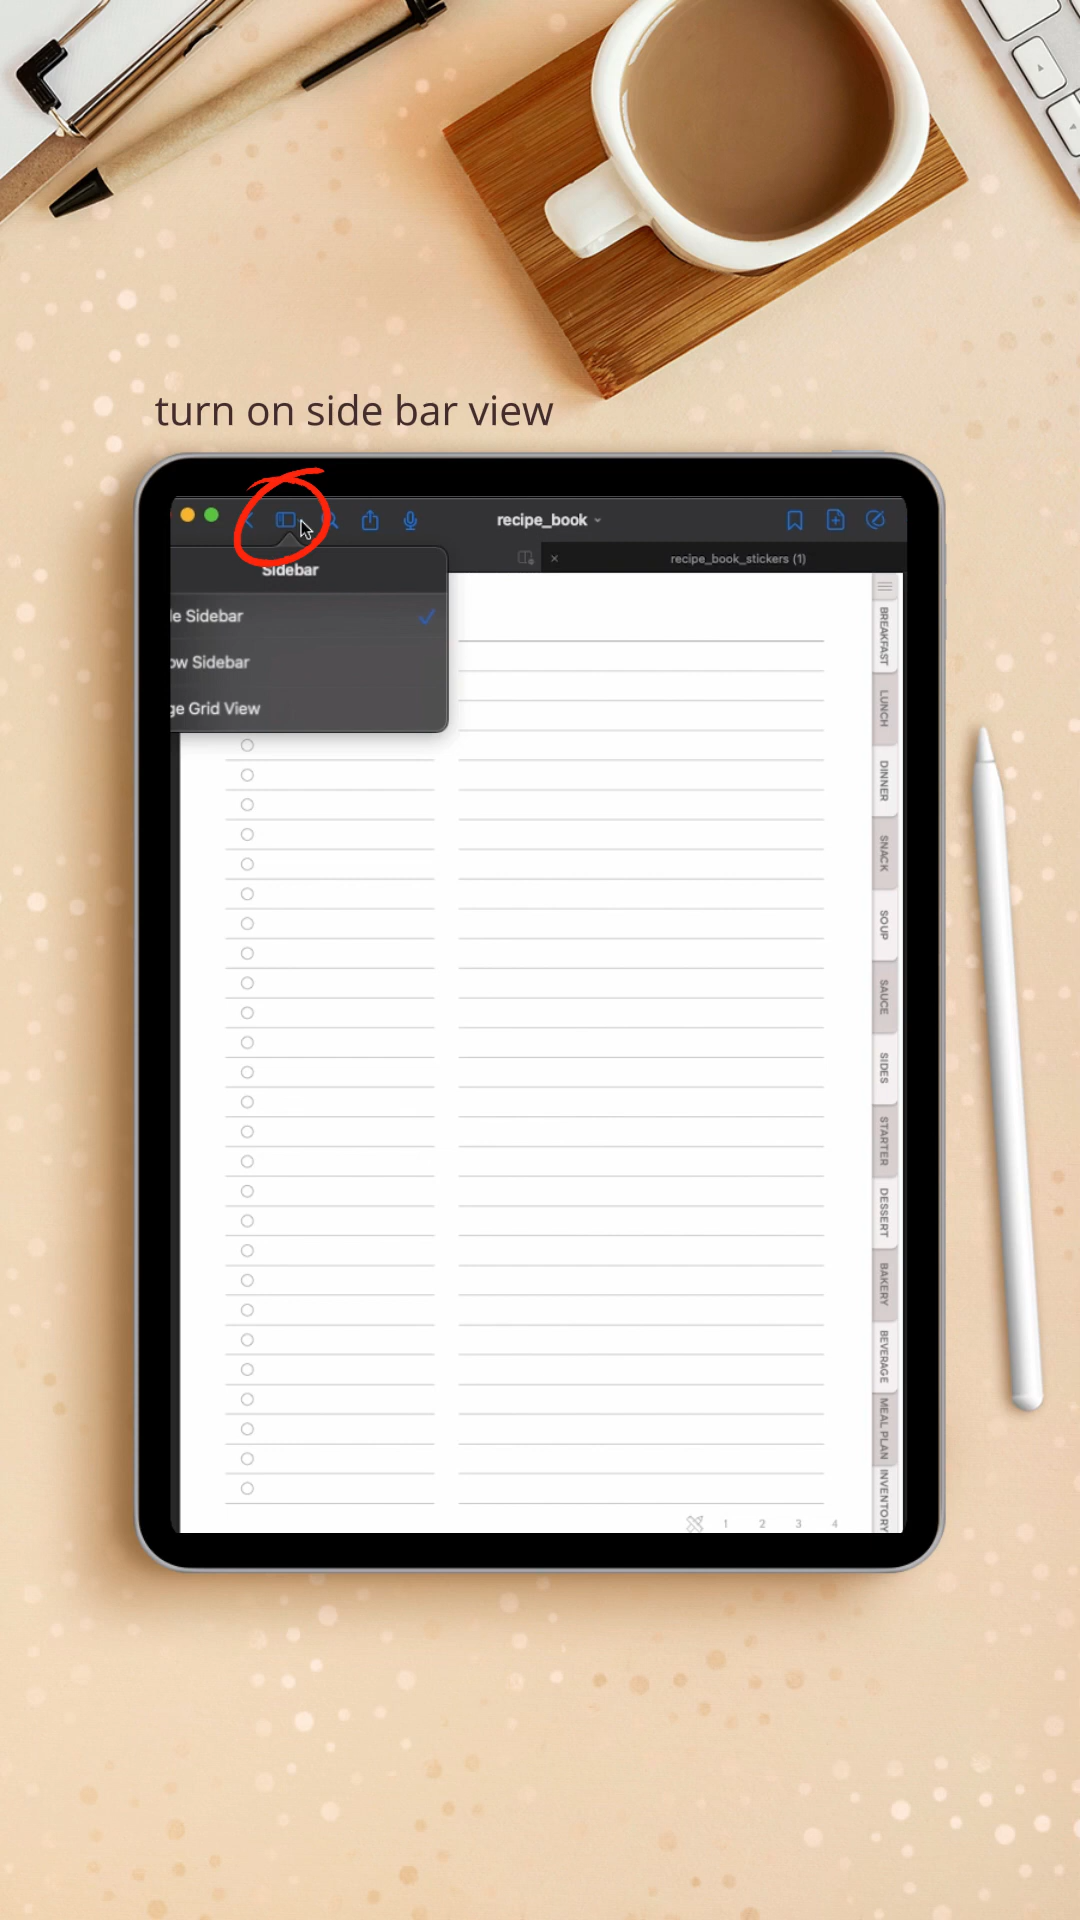 turn on side bar view
recipe_book
recipe_book_stickers (1)
Sidebar
le Sidebar
ow Sidebar
ge Grid View
BREAKFAST
LUNCH
DINNER
SNACK
SOUP
SAUCE
SIDES
STARTER
DESSERT
BAKERY
BEVERAGE
MEAL PLAN
INVENTORY
1 2 3 4